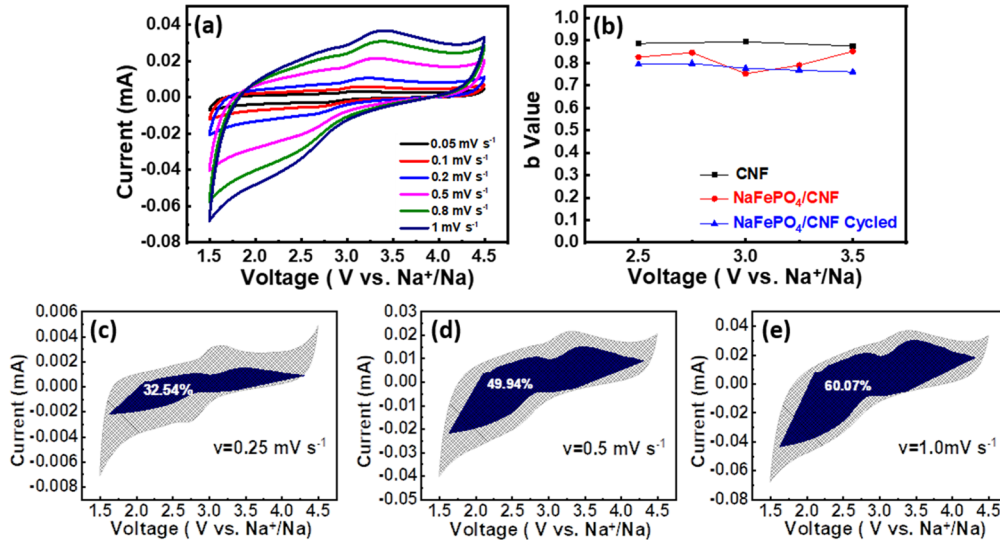 (a)
0.04
0.02
0.00
-0.02
-0.04
-0.06
-0.08
Current (mA)
0.05 mV s⁻¹
0.1 mV s⁻¹
0.2 mV s⁻¹
0.5 mV s⁻¹
0.8 mV s⁻¹
1 mV s⁻¹
1.5 2.0 2.5 3.0 3.5 4.0 4.5
Voltage ( V vs. Na⁺/Na)
(b)
1.0
0.9
0.8
0.7
0.6
0.5
0.4
0.3
0.2
0.1
0.0
b Value
CNF
NaFePO₄/CNF
NaFePO₄/CNF Cycled
2.5 3.0 3.5
Voltage ( V vs. Na⁺/Na)
(c)
0.006
0.004
0.002
0.000
-0.002
-0.004
-0.006
-0.008
Current (mA)
32.54%
v=0.25 mV s⁻¹
1.5 2.0 2.5 3.0 3.5 4.0 4.5
Voltage ( V vs. Na⁺/Na)
(d)
0.03
0.02
0.01
0.00
-0.01
-0.02
-0.03
-0.04
-0.05
Current (mA)
49.94%
v=0.5 mV s⁻¹
1.5 2.0 2.5 3.0 3.5 4.0 4.5
Voltage ( V vs. Na⁺/Na)
(e)
0.04
0.02
0.00
-0.02
-0.04
-0.06
-0.08
Current (mA)
60.07%
v=1.0mV s⁻¹
1.5 2.0 2.5 3.0 3.5 4.0 4.5
Voltage ( V vs. Na⁺/Na)